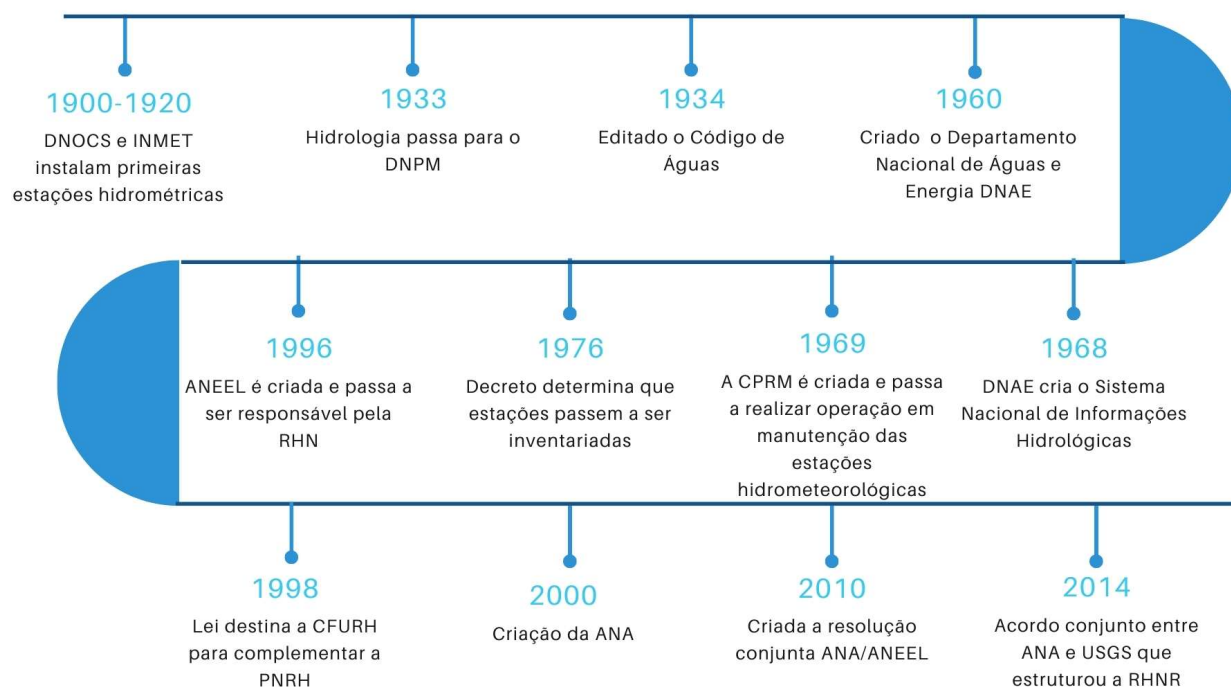 1900-1920
DNOCS e INMET
instalam primeiras
estações hidrométricas
1933
Hidrologia passa para o
DNPM
1934
Editado o Código de
Águas
1960
Criado o Departamento
Nacional de Águas e
Energia DNAE
1996
ANEEL é criada e passa a
ser responsável pela
RHN
1976
Decreto determina que
estações passem a ser
inventariadas
1969
A CPRM é criada e passa
a realizar operação em
manutenção das
estações
hidrometeorológicas
1968
DNAE cria o Sistema
Nacional de Informações
Hidrológicas
1998
Lei destina a CFURH
para complementar a
PNRH
2000
Criação da ANA
2010
Criada a resolução
conjunta ANA/ANEEL
2014
Acordo conjunto entre
ANA e USGS que
estruturou a RHNR